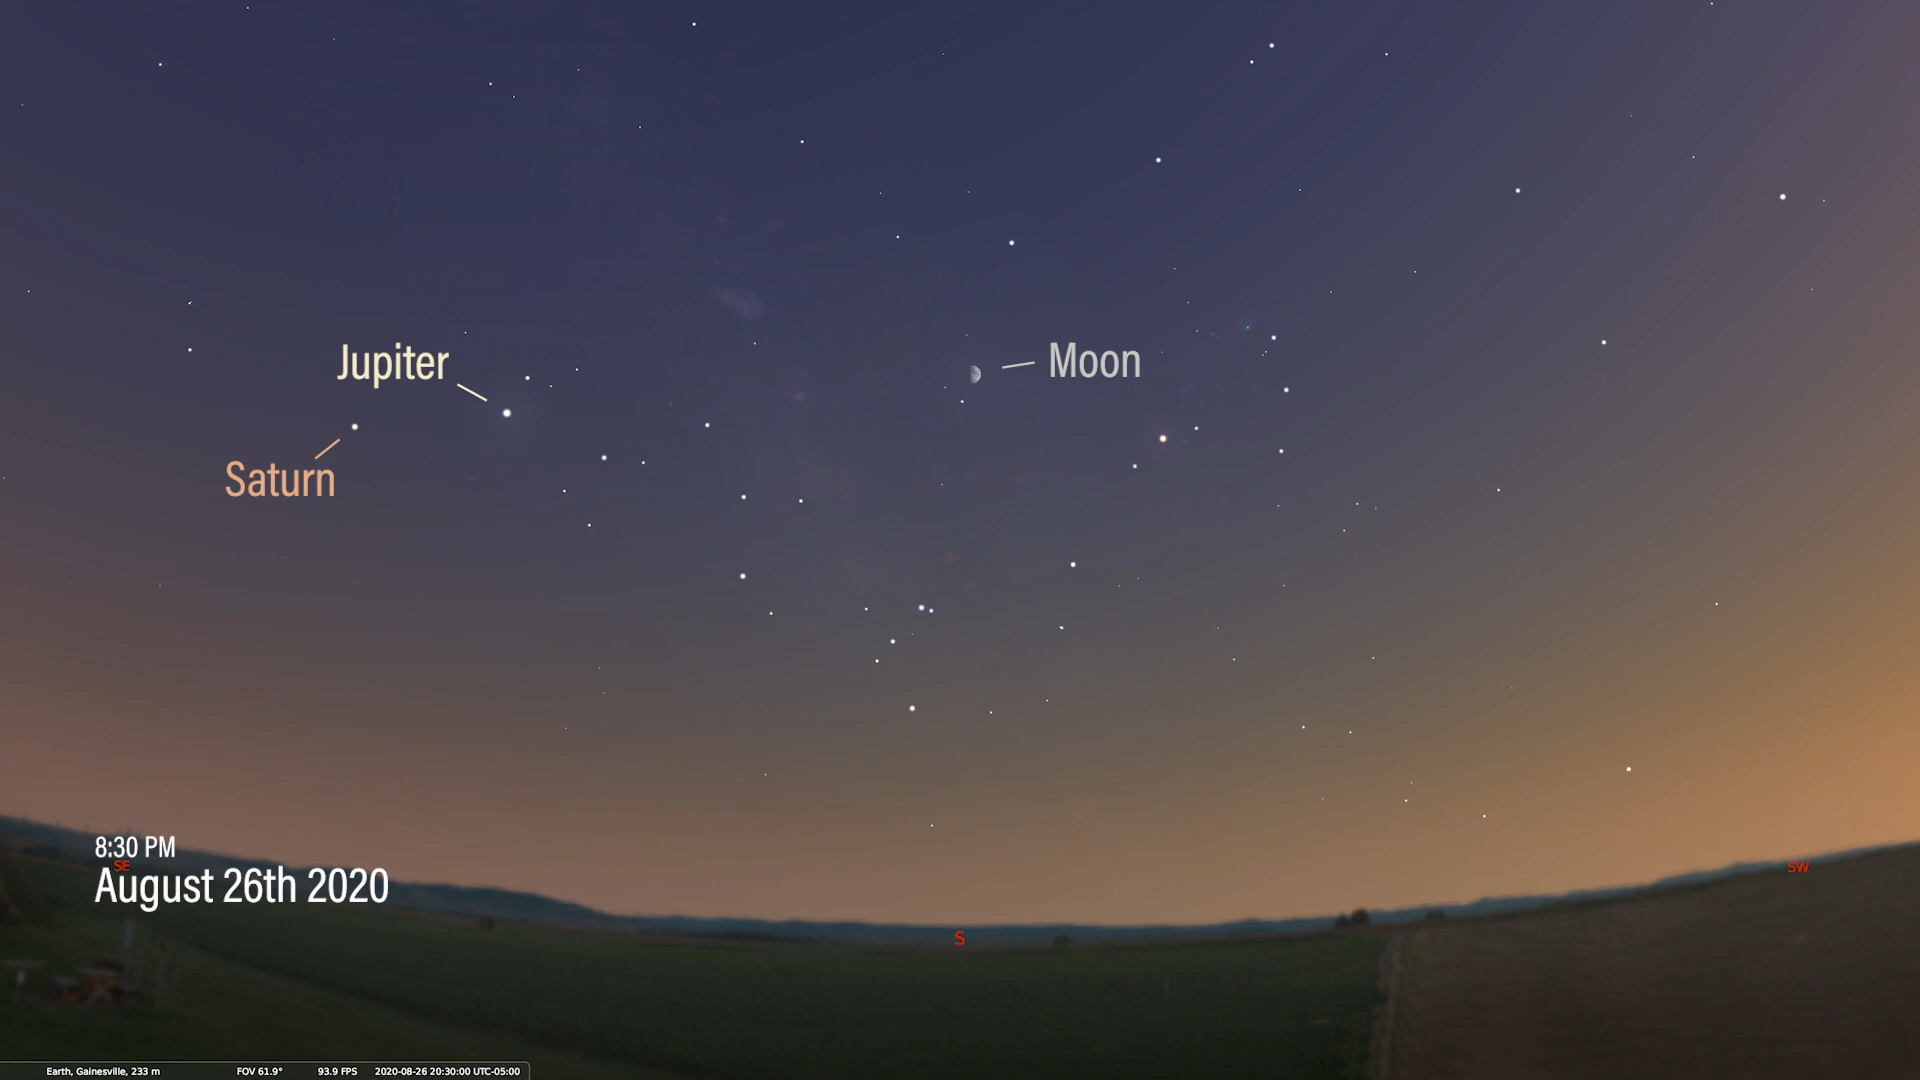 Jupiter
Moon
Saturn
8:30 PM
SE
August 26th 2020
SW
S
Earth, Gainesville, 233 m FOV 61.9° 93.9 FPS 2020-08-26 20:30:00 UTC-05:00